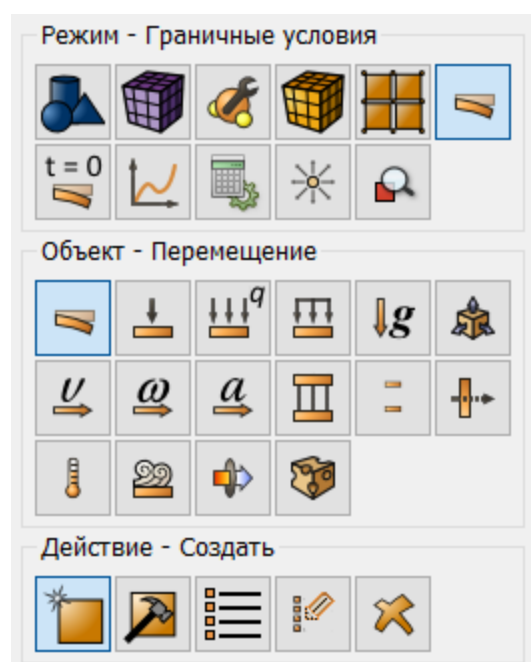 Режим - Граничные условия
t = 0
Объект - Перемещение
q
g
υ
ω
a
Действие - Создать